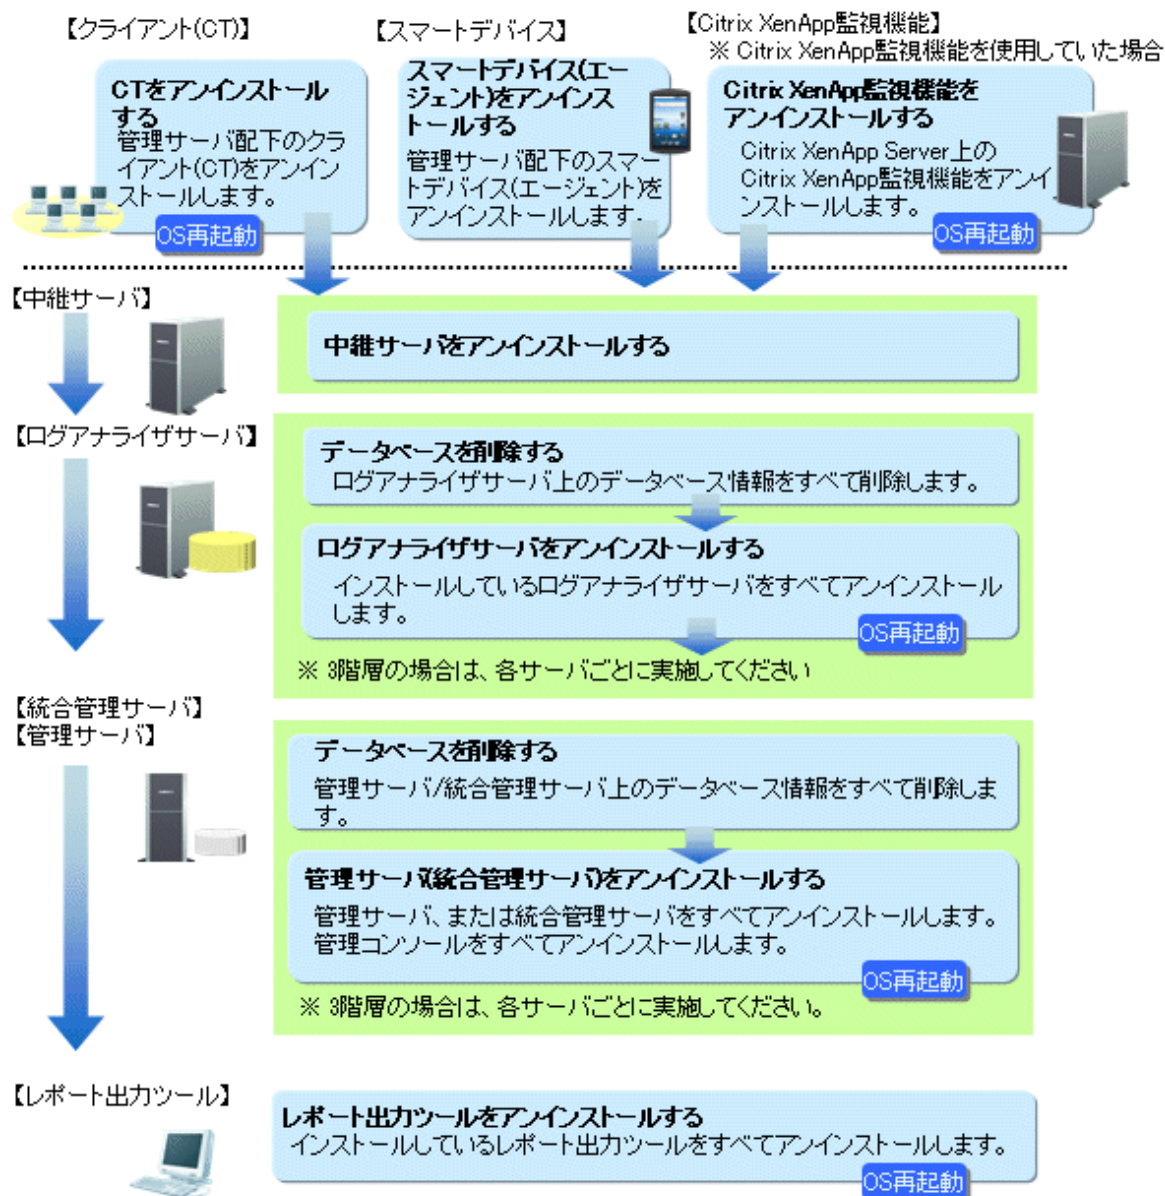 【クライアント(CT)】
CTをアンインストール
する
管理サーバ配下のクラ
イアント(CT)をアンイン
ストールします。
OS再起動
【スマートデバイス】
スマートデバイス(エー
ジェント)をアンインス
トールする
管理サーバ配下のスマー
トデバイス(エージェント)を
アンインストールします。
【Citrix XenApp監視機能】
※ Citrix XenApp監視機能を使用していた場合
Citrix XenApp監視機能を
アンインストールする
Citrix XenApp Server上の
Citrix XenApp監視機能をアンイ
ンストールします。
OS再起動
【中継サーバ】
中継サーバをアンインストールする
【ログアナライザサーバ】
データベースを削除する
ログアナライザサーバ上のデータベース情報をすべて削除します。
ログアナライザサーバをアンインストールする
インストールしているログアナライザサーバをすべてアンインストール
します。
OS再起動
※ 3階層の場合は、各サーバごとに実施してください
【統合管理サーバ】
【管理サーバ】
データベースを削除する
管理サーバ/統合管理サーバ上のデータベース情報をすべて削除しま
す。
管理サーバ(統合管理サーバ)をアンインストールする
管理サーバ、または統合管理サーバをすべてアンインストールします。
管理コンソールをすべてアンインストールします。
OS再起動
※ 3階層の場合は、各サーバごとに実施してください。
【レポート出力ツール】
レポート出力ツールをアンインストールする
インストールしているレポート出力ツールをすべてアンインストールします。
OS再起動